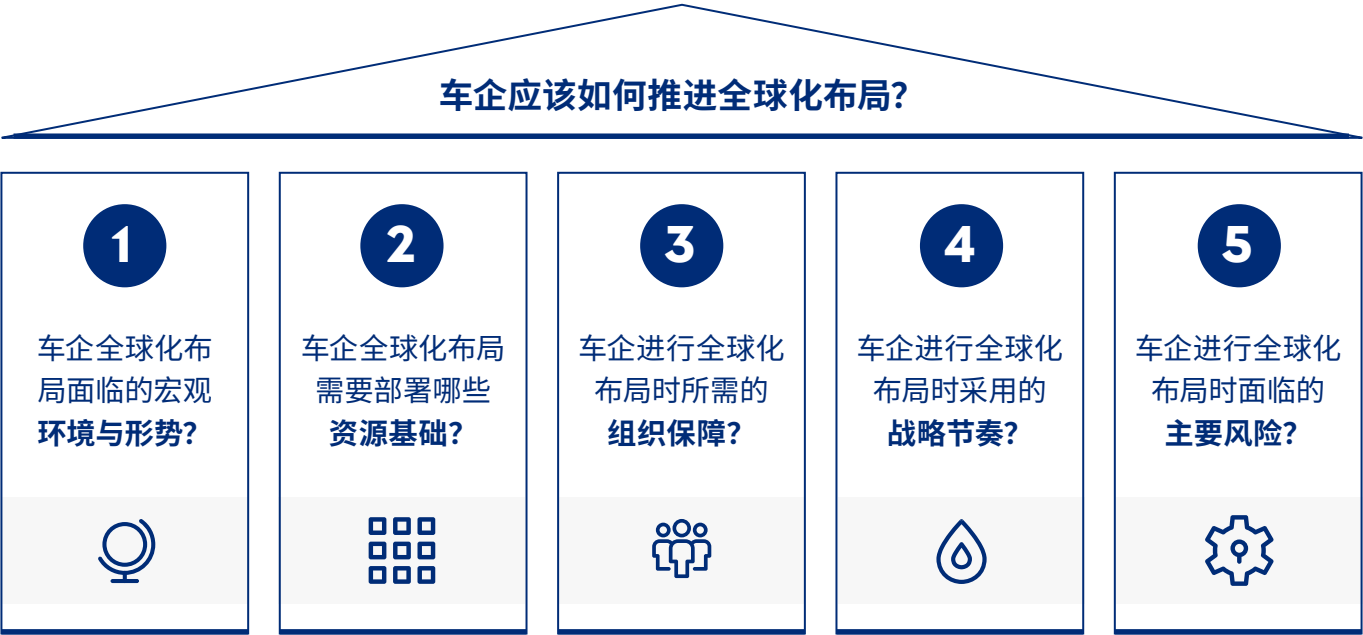 车企应该如何推进全球化布局?
1
车企全球化布
局面临的宏观
环境与形势?
2
车企全球化布局
需要部署哪些
资源基础?
3
车企进行全球化
布局时所需的
组织保障?
4
车企进行全球化
布局时采用的
战略节奏?
5
车企进行全球化
布局时面临的
主要风险?